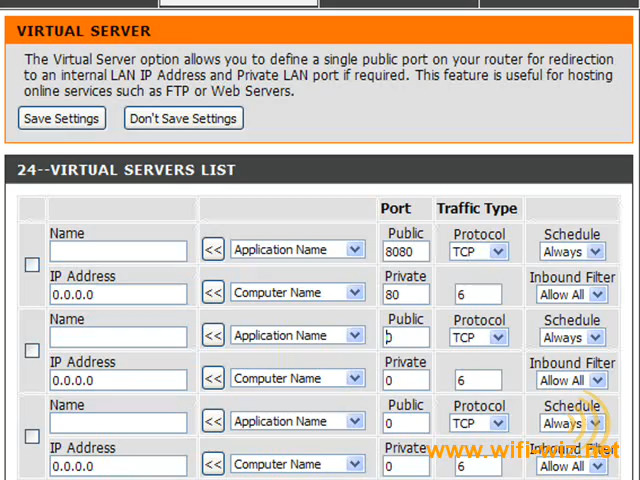 VIRTUAL SERVER
The Virtual Server option allows you to define a single public port on your router for redirection
to an internal LAN IP Address and Private LAN port if required. This feature is useful for hosting
online services such as FTP or Web Servers.
Save Settings Don't Save Settings
24--VIRTUAL SERVERS LIST
Port Traffic Type
Name Public Protocol Schedule
<< Application Name 8080 TCP Always
IP Address Private Inbound Filter
0.0.0.0 << Computer Name 80 6 Allow All
Name Public Protocol Schedule
<< Application Name 0 TCP Always
IP Address Private Inbound Filter
0.0.0.0 << Computer Name 0 6 Allow All
Name Public Protocol Schedule
<< Application Name 0 TCP Always
IP Address Private Inbound Filter
www.wifi-wiz.net
0.0.0.0 << Computer Name 0 6 Allow All